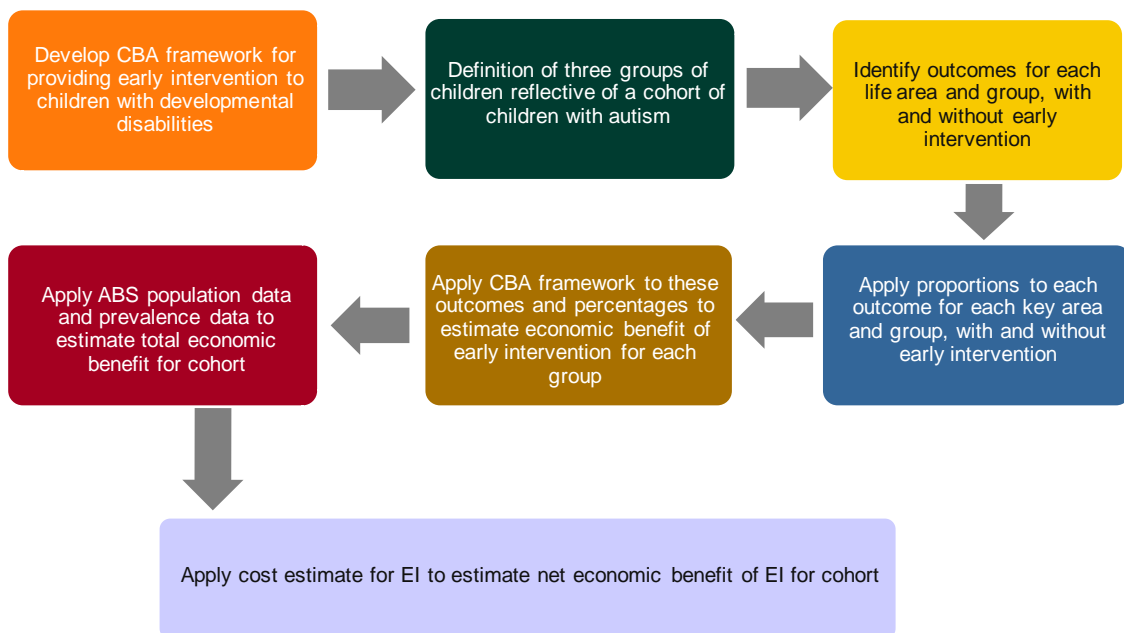 Develop CBA framework for
providing early intervention to
children with developmental
disabilities
Definition of three groups of
children reflective of a cohort of
children with autism
Identify outcomes for each
life area and group, with
and without early
intervention
Apply proportions to each
outcome for each key area
and group, with and without
early intervention
Apply CBA framework to these
outcomes and percentages to
estimate economic benefit of
early intervention for each
group
Apply ABS population data
and prevalence data to
estimate total economic
benefit for cohort
Apply cost estimate for EI to estimate net economic benefit of EI for cohort